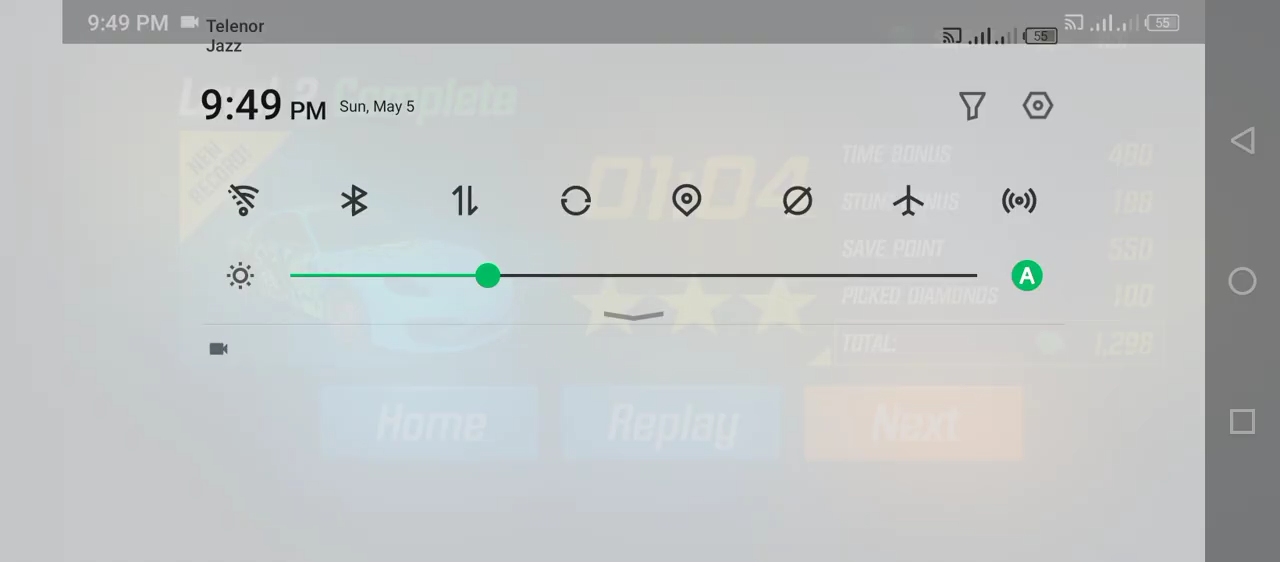 9:49 PM
Telenor
Jazz
55
55
Level 2 Complete
9:49 PM Sun, May 5
NEW
RECORD!
01:04
TIME BONUS 480
STUNT BONUS 188
SAVE POINT 550
A
PICKED DIAMONDS 100
TOTAL: 1,298
Home Replay Next